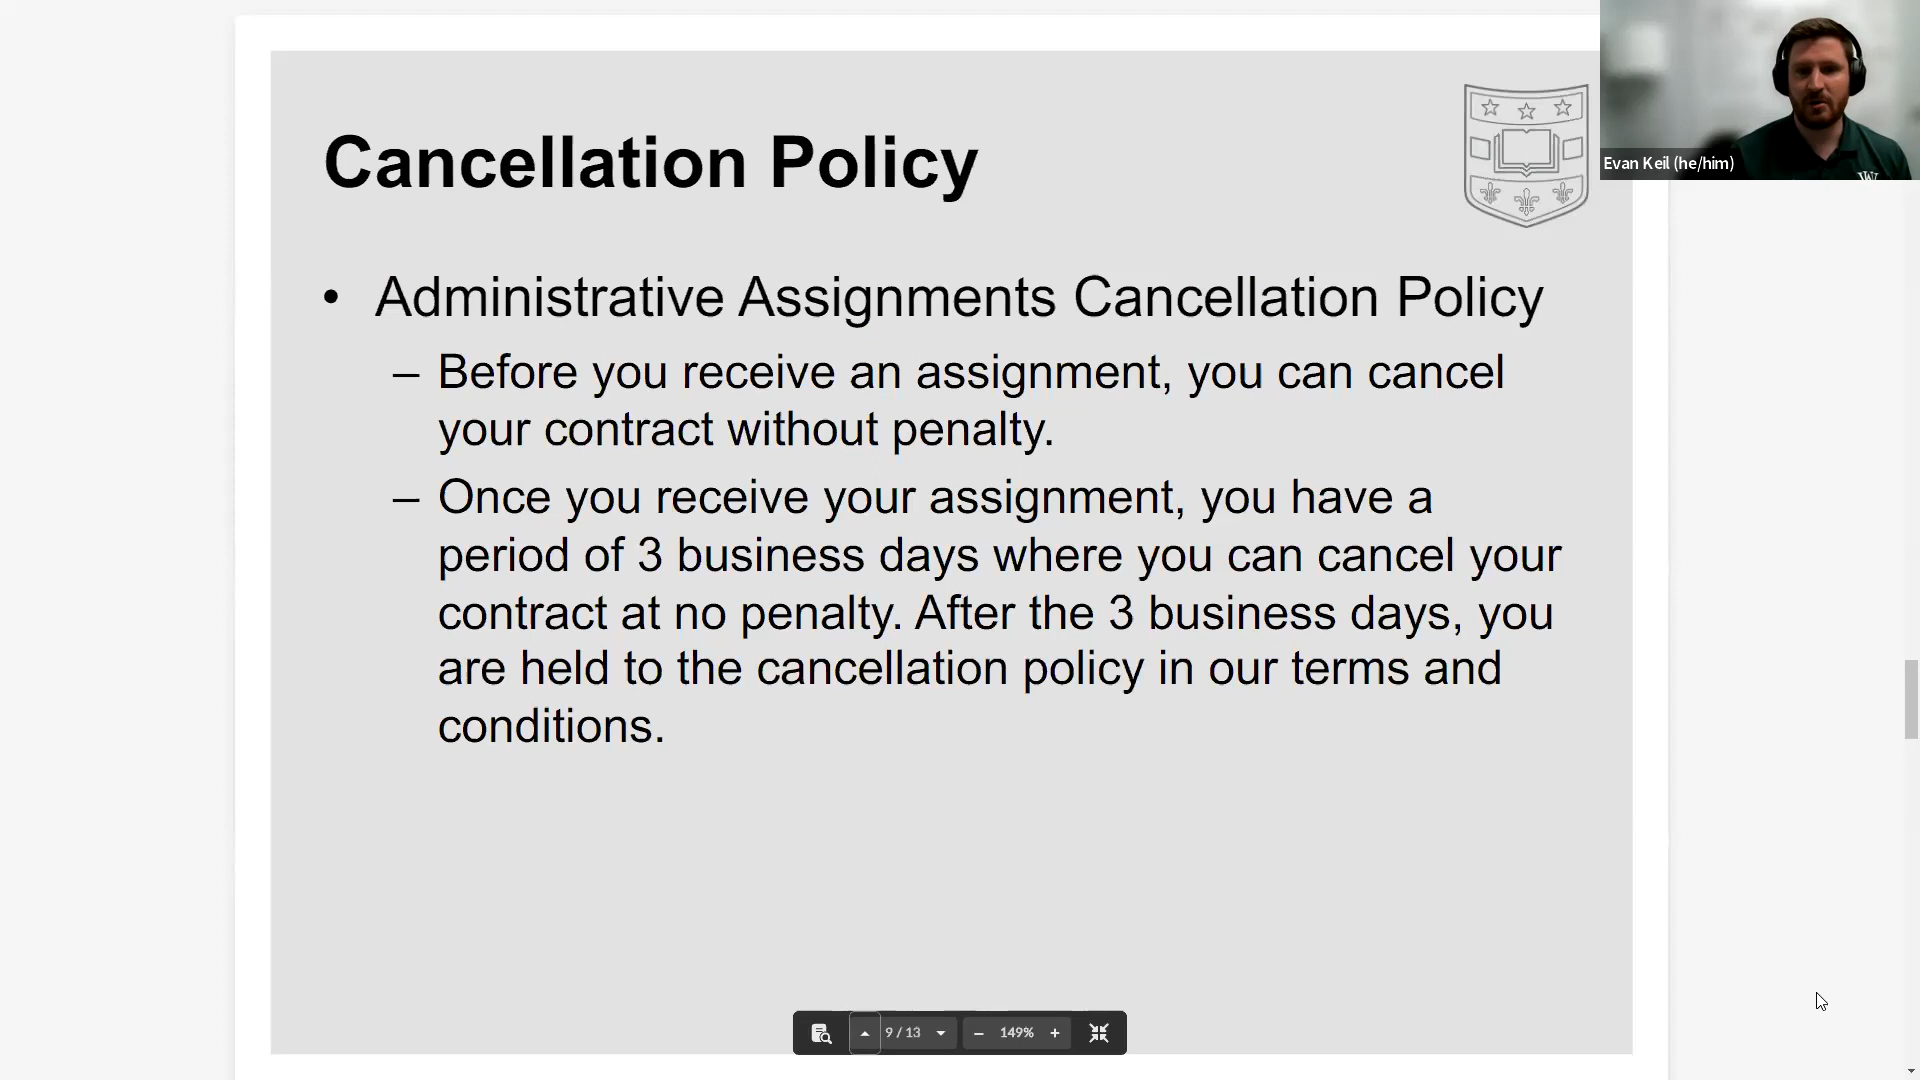 Cancellation Policy
Evan Keil (he/him)
• Administrative Assignments Cancellation Policy
– Before you receive an assignment, you can cancel
your contract without penalty.
– Once you receive your assignment, you have a
period of 3 business days where you can cancel your
contract at no penalty. After the 3 business days, you
are held to the cancellation policy in our terms and
conditions.
9 / 13
149%